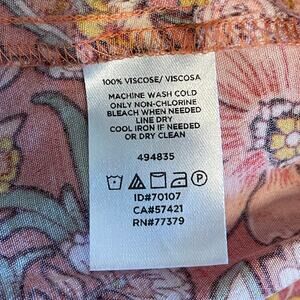 100% VISCOSE/ VISCOSA
MACHINE WASH COLD
ONLY NON-CHLORINE
BLEACH WHEN NEEDED
LINE DRY
COOL IRON IF NEEDED
OR DRY CLEAN
494835
ID#70107
CA#57421
RN#77379